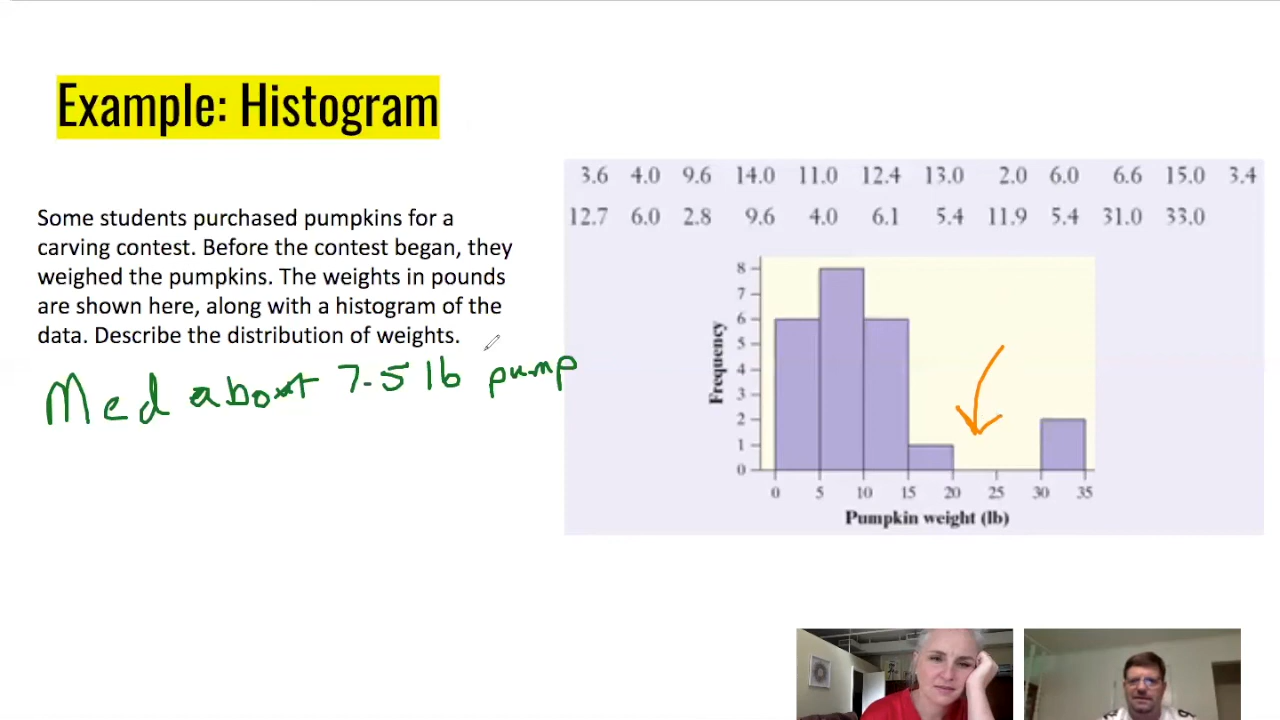 Example: Histogram
Some students purchased pumpkins for a
carving contest. Before the contest began, they
weighed the pumpkins. The weights in pounds
are shown here, along with a histogram of the
data. Describe the distribution of weights.
Med about 7.5 lb pump
3.6 4.0 9.6 14.0 11.0 12.4 13.0 2.0 6.0 6.6 15.0 3.4
12.7 6.0 2.8 9.6 4.0 6.1 5.4 11.9 5.4 31.0 33.0
Frequency
8
7
6
5
4
3
2
1
0
0 5 10 15 20 25 30 35
Pumpkin weight (lb)